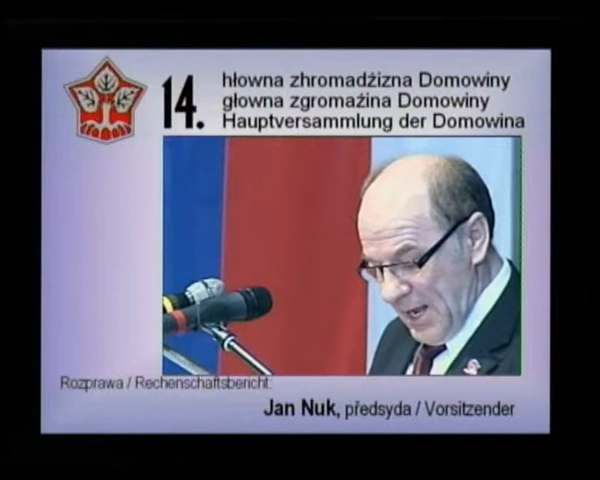 14.
hłowna zhromadźizna Domowiny
głowna zgromaźina Domowiny
Hauptversammlung der Domowina
Rozprawa / Rechenschaftsbericht:
Jan Nuk, předsyda / Vorsitzender